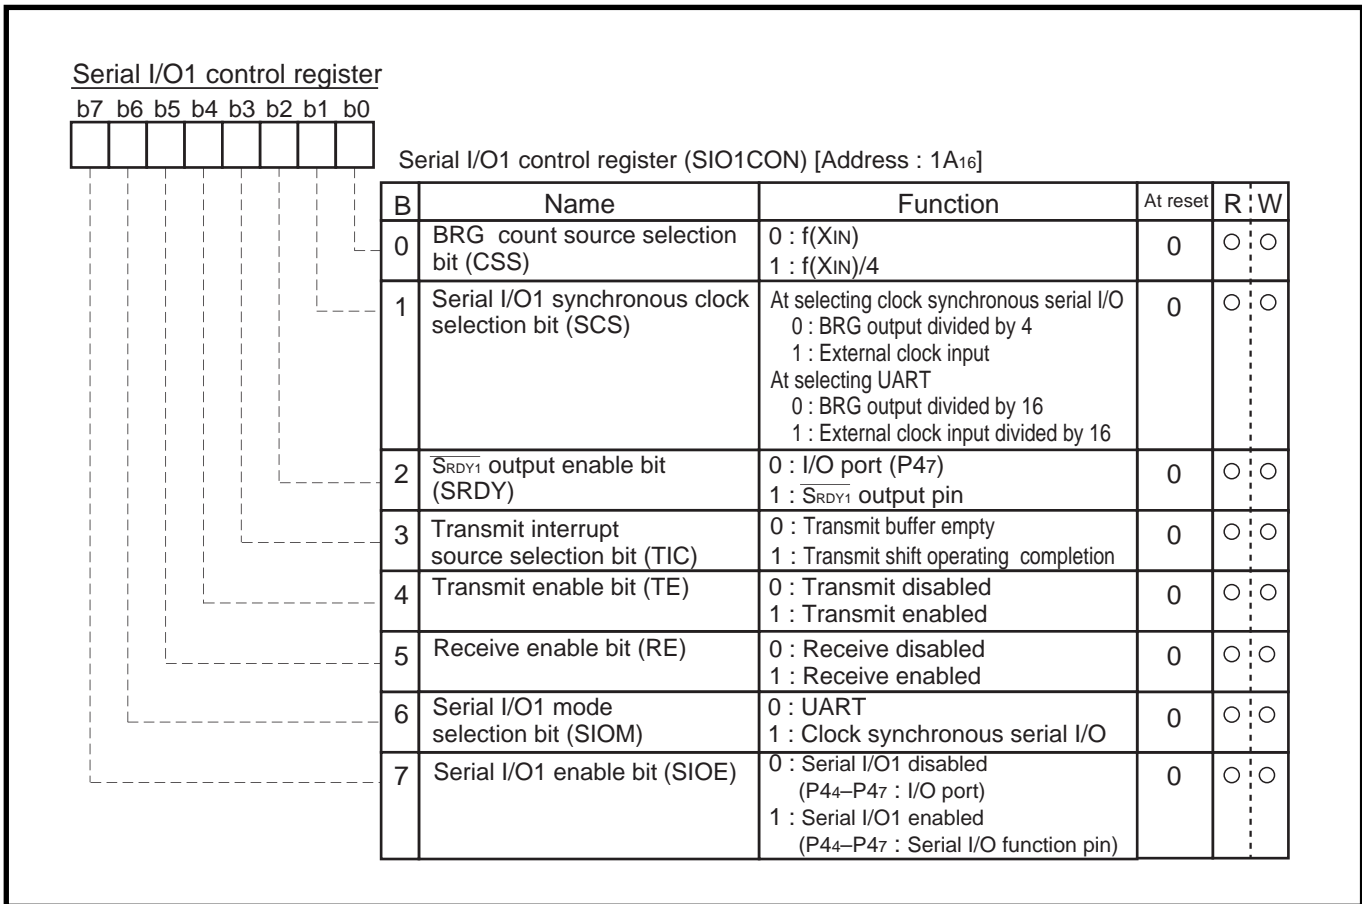 Serial I/O1 control register
b7 b6 b5 b4 b3 b2 b1 b0
Serial I/O1 control register (SIO1CON) [Address : 1A16]
B Name Function At reset R W
0 BRG count source selection bit (CSS)
0 : f(XIN)
1 : f(XIN)/4
0 ○ ○
1 Serial I/O1 synchronous clock
selection bit (SCS)
At selecting clock synchronous serial I/O
0 : BRG output divided by 4
1 : External clock input
At selecting UART
0 : BRG output divided by 16
1 : External clock input divided by 16
0 ○ ○
2 SRDY1 output enable bit
(SRDY)
0 : I/O port (P47)
1 : SRDY1 output pin
0 ○ ○
3 Transmit interrupt
source selection bit (TIC)
0 : Transmit buffer empty
1 : Transmit shift operating completion
0 ○ ○
4 Transmit enable bit (TE)
0 : Transmit disabled
1 : Transmit enabled
0 ○ ○
5 Receive enable bit (RE)
0 : Receive disabled
1 : Receive enabled
0 ○ ○
6 Serial I/O1 mode
selection bit (SIOM)
0 : UART
1 : Clock synchronous serial I/O
0 ○ ○
7 Serial I/O1 enable bit (SIOE)
0 : Serial I/O1 disabled
(P44–P47 : I/O port)
1 : Serial I/O1 enabled
(P44–P47 : Serial I/O function pin)
0 ○ ○